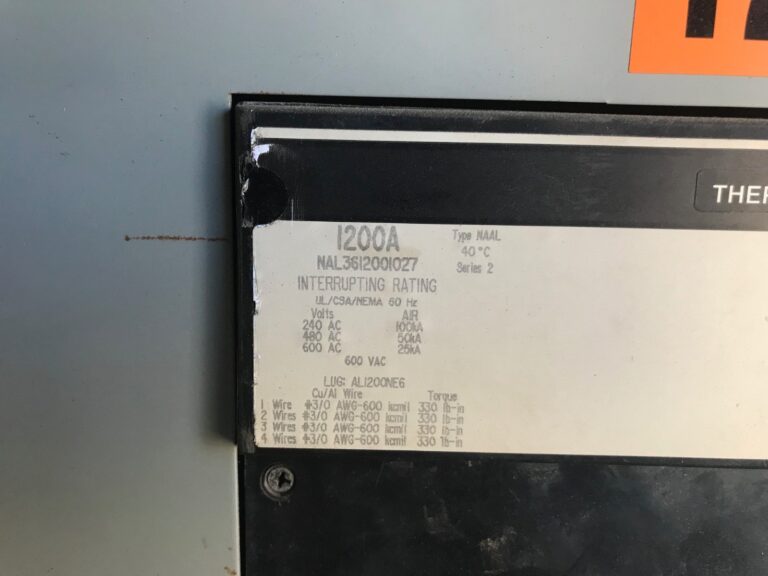 THE
1200A
Type NAAL
40°C
NAL3612001027
Series 2
INTERRUPTING RATING
UL/CSA/NEMA 60 Hz
Volts AIR
240 AC 100kA
480 AC 50kA
600 AC 25kA
600 VAC
LUG: AL1200NE6
Cu/Al Wire Torque
1 Wire #3/0 AWG-600 kcmil 330 lb-in
2 Wires #3/0 AWG-600 kcmil 330 lb-in
3 Wires #3/0 AWG-600 kcmil 330 lb-in
4 Wires #3/0 AWG-600 kcmil 330 lb-in